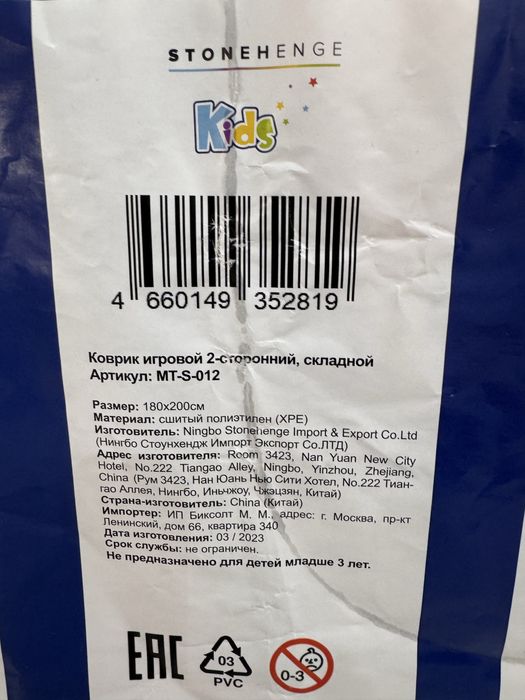 STONEHENGE
Kids
4 660149 352819
Коврик игровой 2-сторонний, складной
Артикул: MT-S-012
Размер: 180х200см
Материал: сшитый полиэтилен (XPE)
Изготовитель: Ningbo Stonehenge Import & Export Co.Ltd
(Нингбо Стоунхендж Импорт Экспорт Со.ЛТД)
Адрес изготовителя: Room 3423, Nan Yuan New City
Hotel, No.222 Tiangao Alley, Ningbo, Yinzhou, Zhejiang,
China (Рум 3423, Нан Юань Нью Сити Хотел, No.222 Тиан-
гао Аллея, Нингбо, Иньчжоу, Чжэцзян, Китай)
Страна-изготовитель: China (Китай)
Импортер: ИП Биксолт М. М., адрес: г. Москва, пр-кт
Ленинский, дом 66, квартира 340
Дата изготовления: 03 / 2023
Срок службы: не ограничен.
Не предназначено для детей младше 3 лет.
EAC
03
PVC
0-3